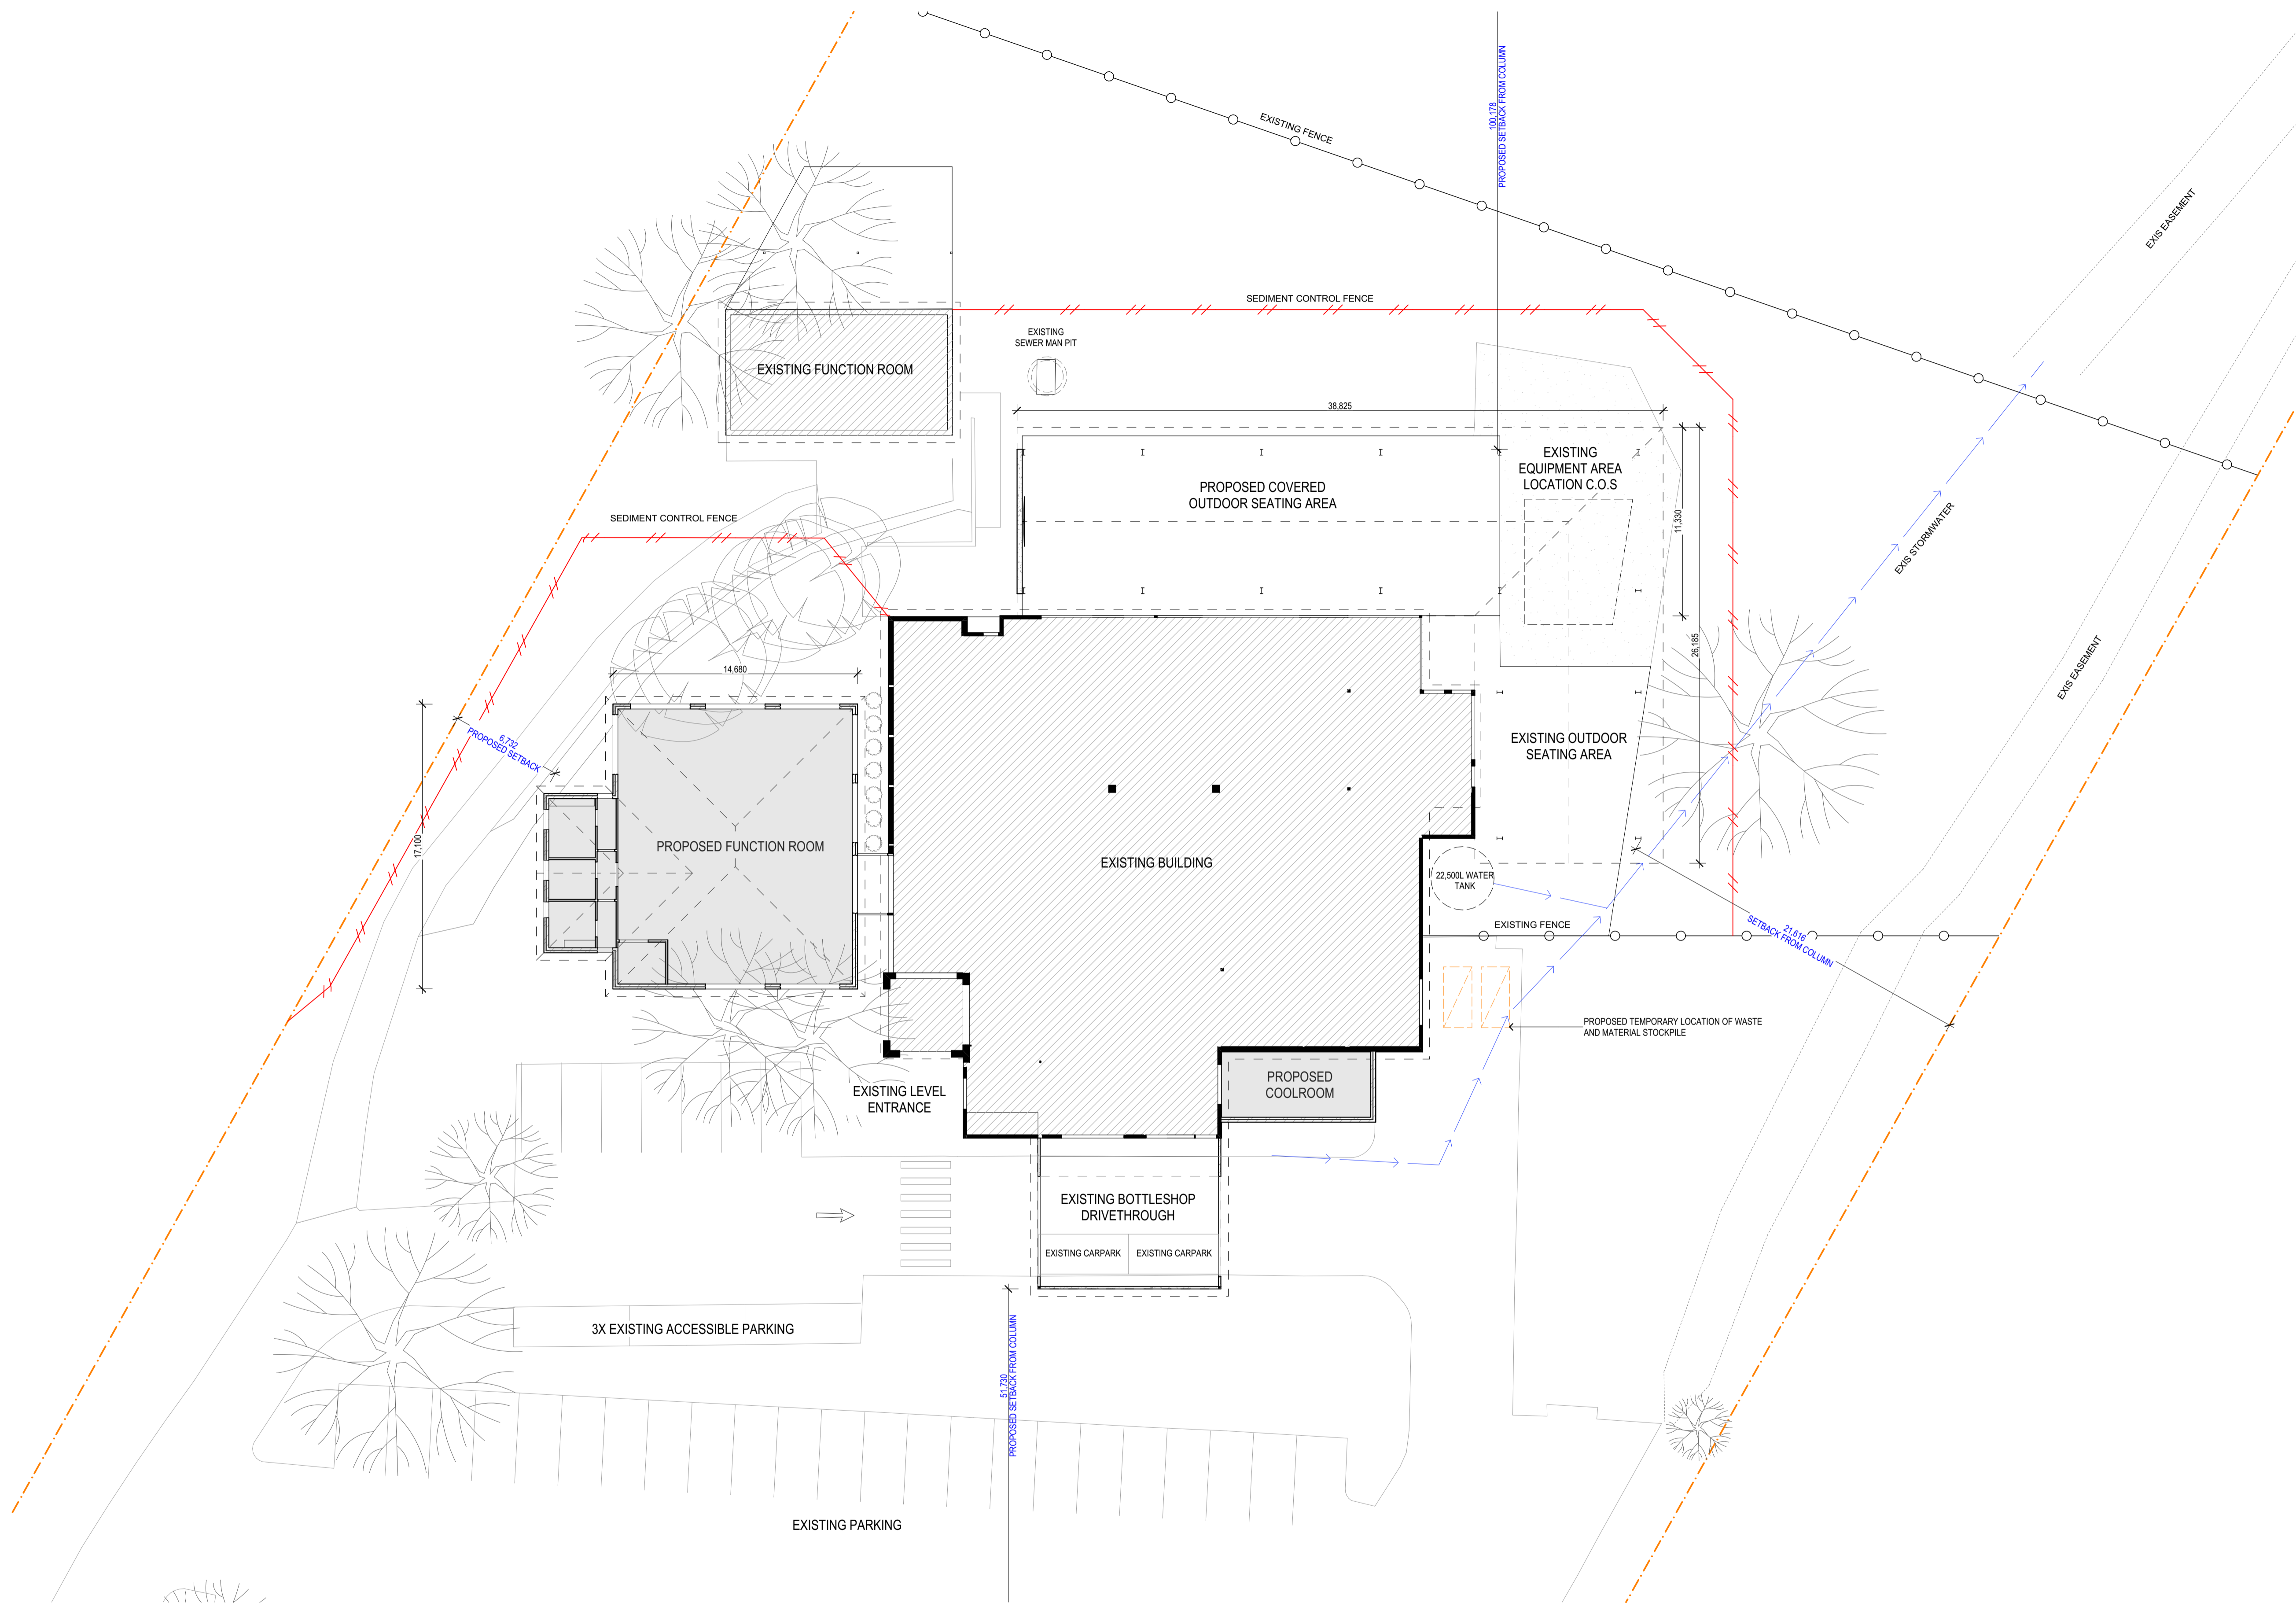 100,178
PROPOSED SETBACK FROM COLUMN
EXISTING FENCE
EXIS EASEMENT
SEDIMENT CONTROL FENCE
EXISTING
SEWER MAN PIT
EXISTING FUNCTION ROOM
38,825
EXISTING
EQUIPMENT AREA
LOCATION C.O.S
PROPOSED COVERED
OUTDOOR SEATING AREA
SEDIMENT CONTROL FENCE
11,330
EXIS STORMWATER
26,185
14,680
EXIS EASEMENT
6,732
PROPOSED SETBACK
EXISTING OUTDOOR
SEATING AREA
17,100
PROPOSED FUNCTION ROOM
EXISTING BUILDING
22,500L WATER
TANK
EXISTING FENCE
21,616
SETBACK FROM COLUMN
PROPOSED TEMPORARY LOCATION OF WASTE
AND MATERIAL STOCKPILE
PROPOSED
COOLROOM
EXISTING LEVEL
ENTRANCE
EXISTING BOTTLESHOP
DRIVETHROUGH
EXISTING CARPARK
EXISTING CARPARK
3X EXISTING ACCESSIBLE PARKING
51,730
PROPOSED SETBACK FROM COLUMN
EXISTING PARKING